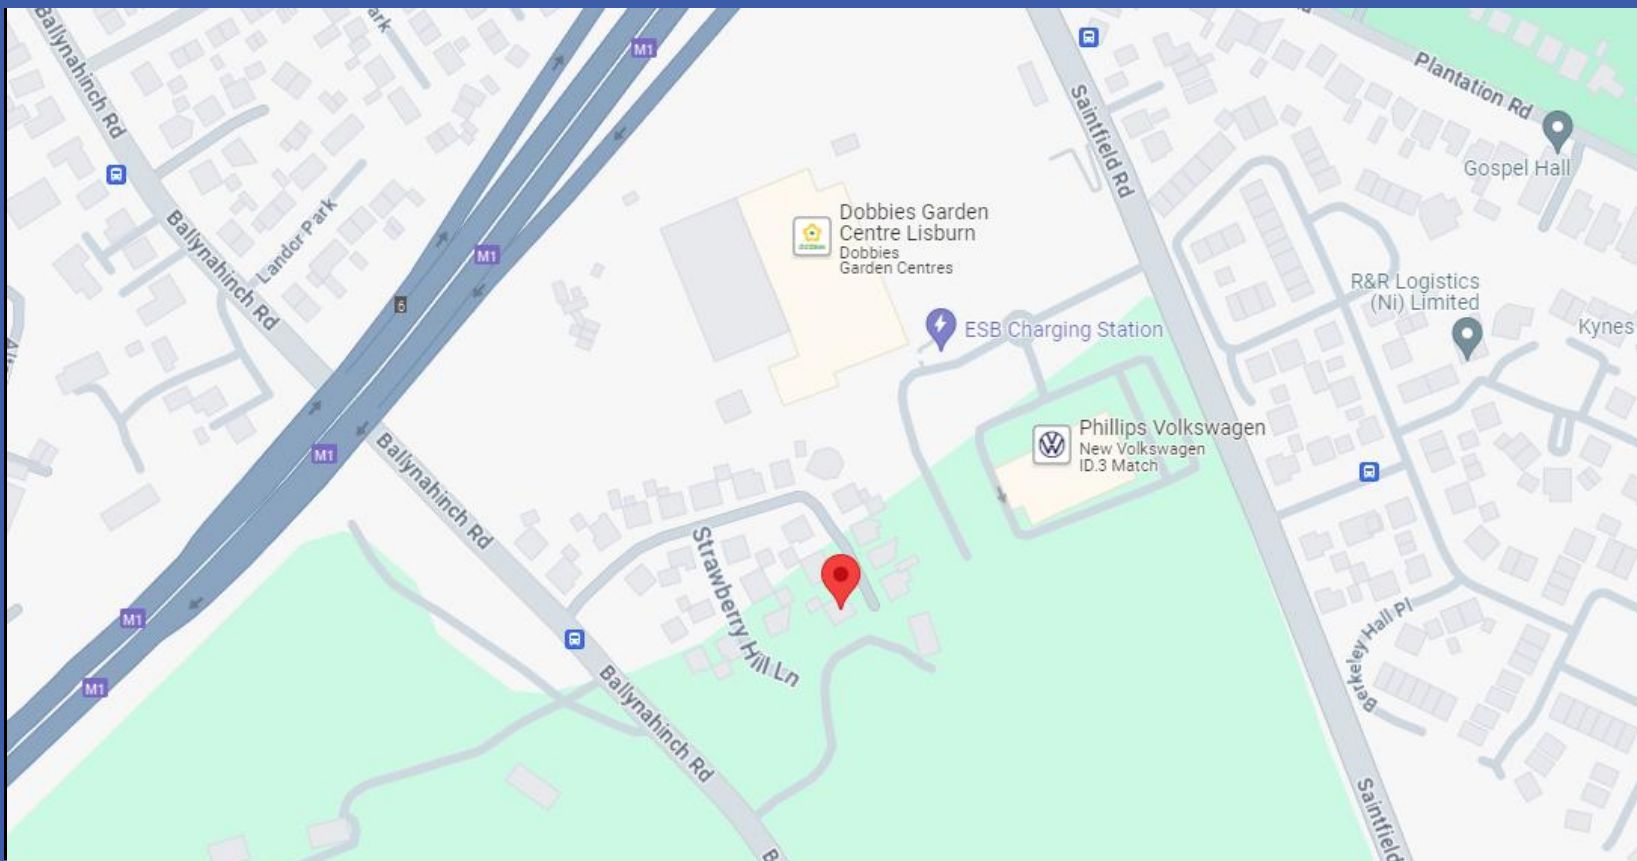 Ballynahinch Rd
M1
Saintfield Rd
Plantation Rd
Gospel Hall
Ballynahinch Rd
Landor Park
M1
6
Dobbies Garden
Centre Lisburn
Dobbies
Garden Centres
ESB Charging Station
R&R Logistics
(Ni) Limited
Kynes
M1
Ballynahinch Rd
Phillips Volkswagen
New Volkswagen
ID.3 Match
Strawberry Hill Ln
M1
M1
Ballynahinch Rd
Berkeley Hall Pl
Saintfield